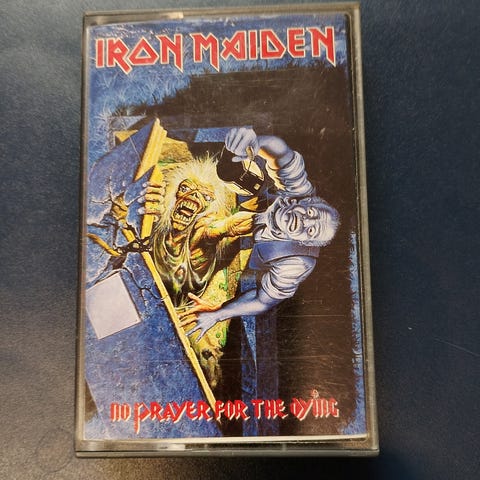 IRON MAIDEN
NO PRAYER FOR THE DYING